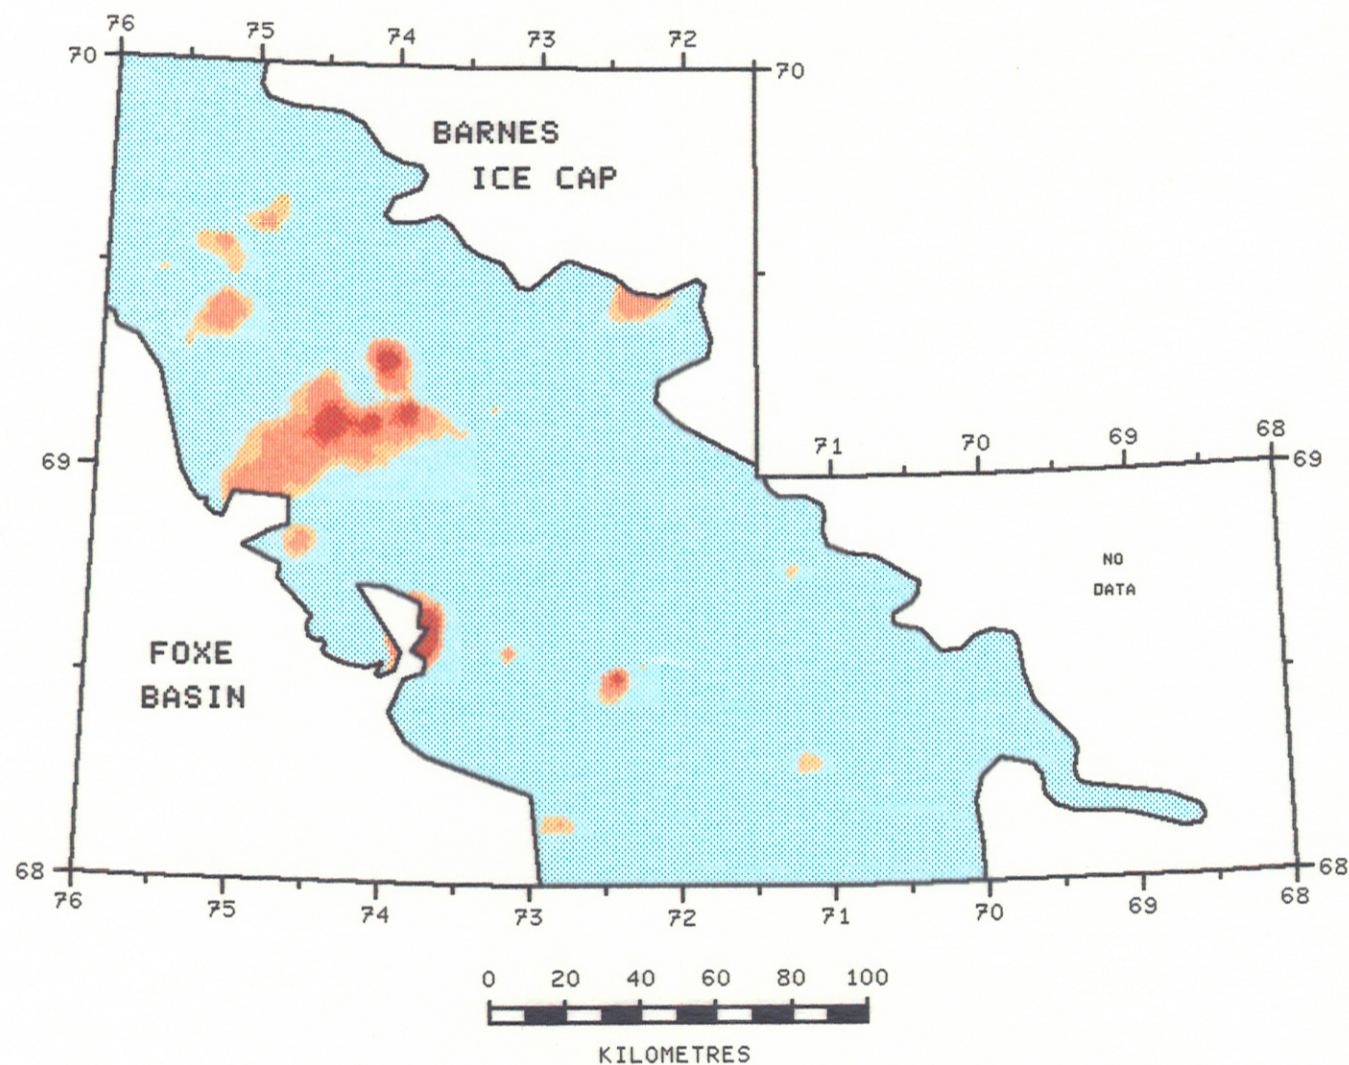 76 75 74 73 72
70 70
BARNES
ICE CAP
71 70 69 68
69 69
NO
DATA
FOXE
BASIN
68 68
76 75 74 73 72 71 70 69 68
0 20 40 60 80 100
KILOMETRES